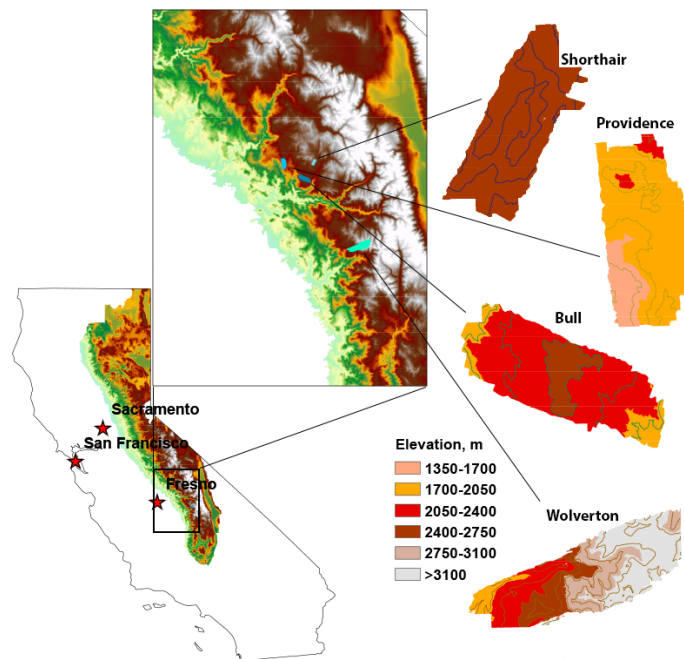 Shorthair
Providence
Bull
Sacramento
San Francisco
Fresno
Elevation, m
1350-1700
1700-2050
2050-2400
2400-2750
2750-3100
>3100
Wolverton